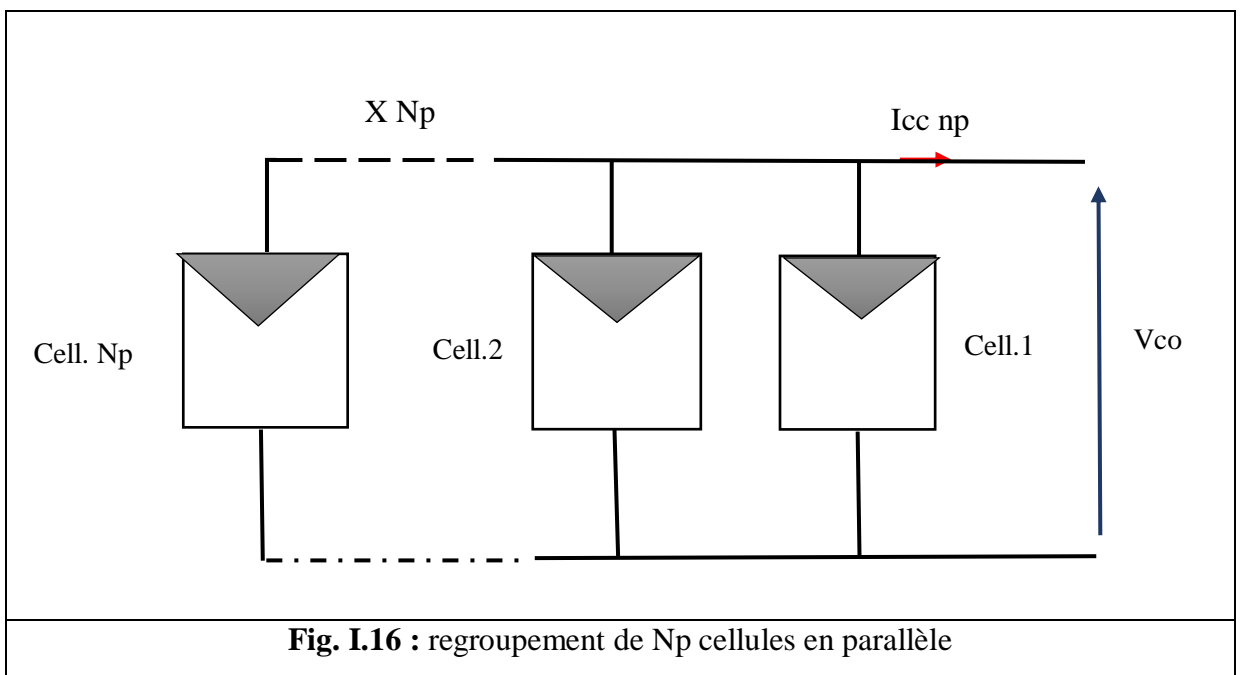 X Np
Icc np
Cell. Np
Cell.2
Cell.1
Vco
Fig. I.16 : regroupement de Np cellules en parallèle